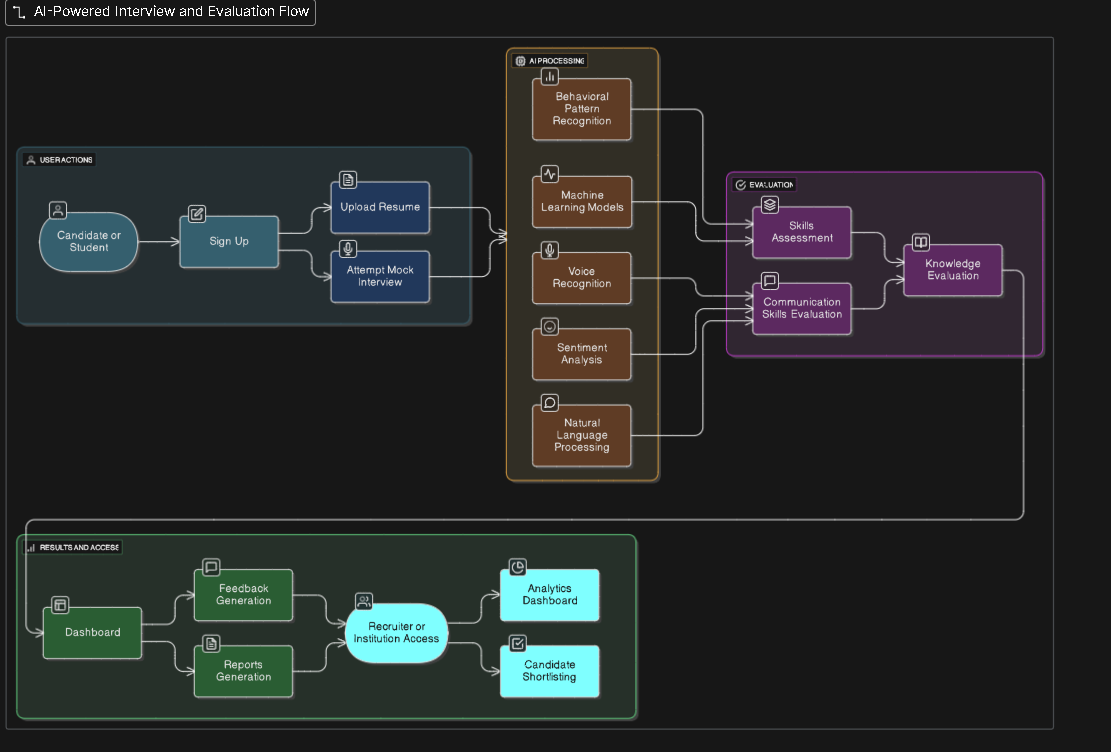 AI-Powered Interview and Evaluation Flow
USER ACTIONS
Candidate or
Student
Sign Up
Upload Resume
Attempt Mock
Interview
AI PROCESSING
Behavioral
Pattern
Recognition
Machine
Learning Models
Voice
Recognition
Sentiment
Analysis
Natural
Language
Processing
EVALUATION
Skills
Assessment
Communication
Skills Evaluation
Knowledge
Evaluation
RESULTS AND ACCESS
Dashboard
Feedback
Generation
Reports
Generation
Recruiter or
Institution Access
Analytics
Dashboard
Candidate
Shortlisting